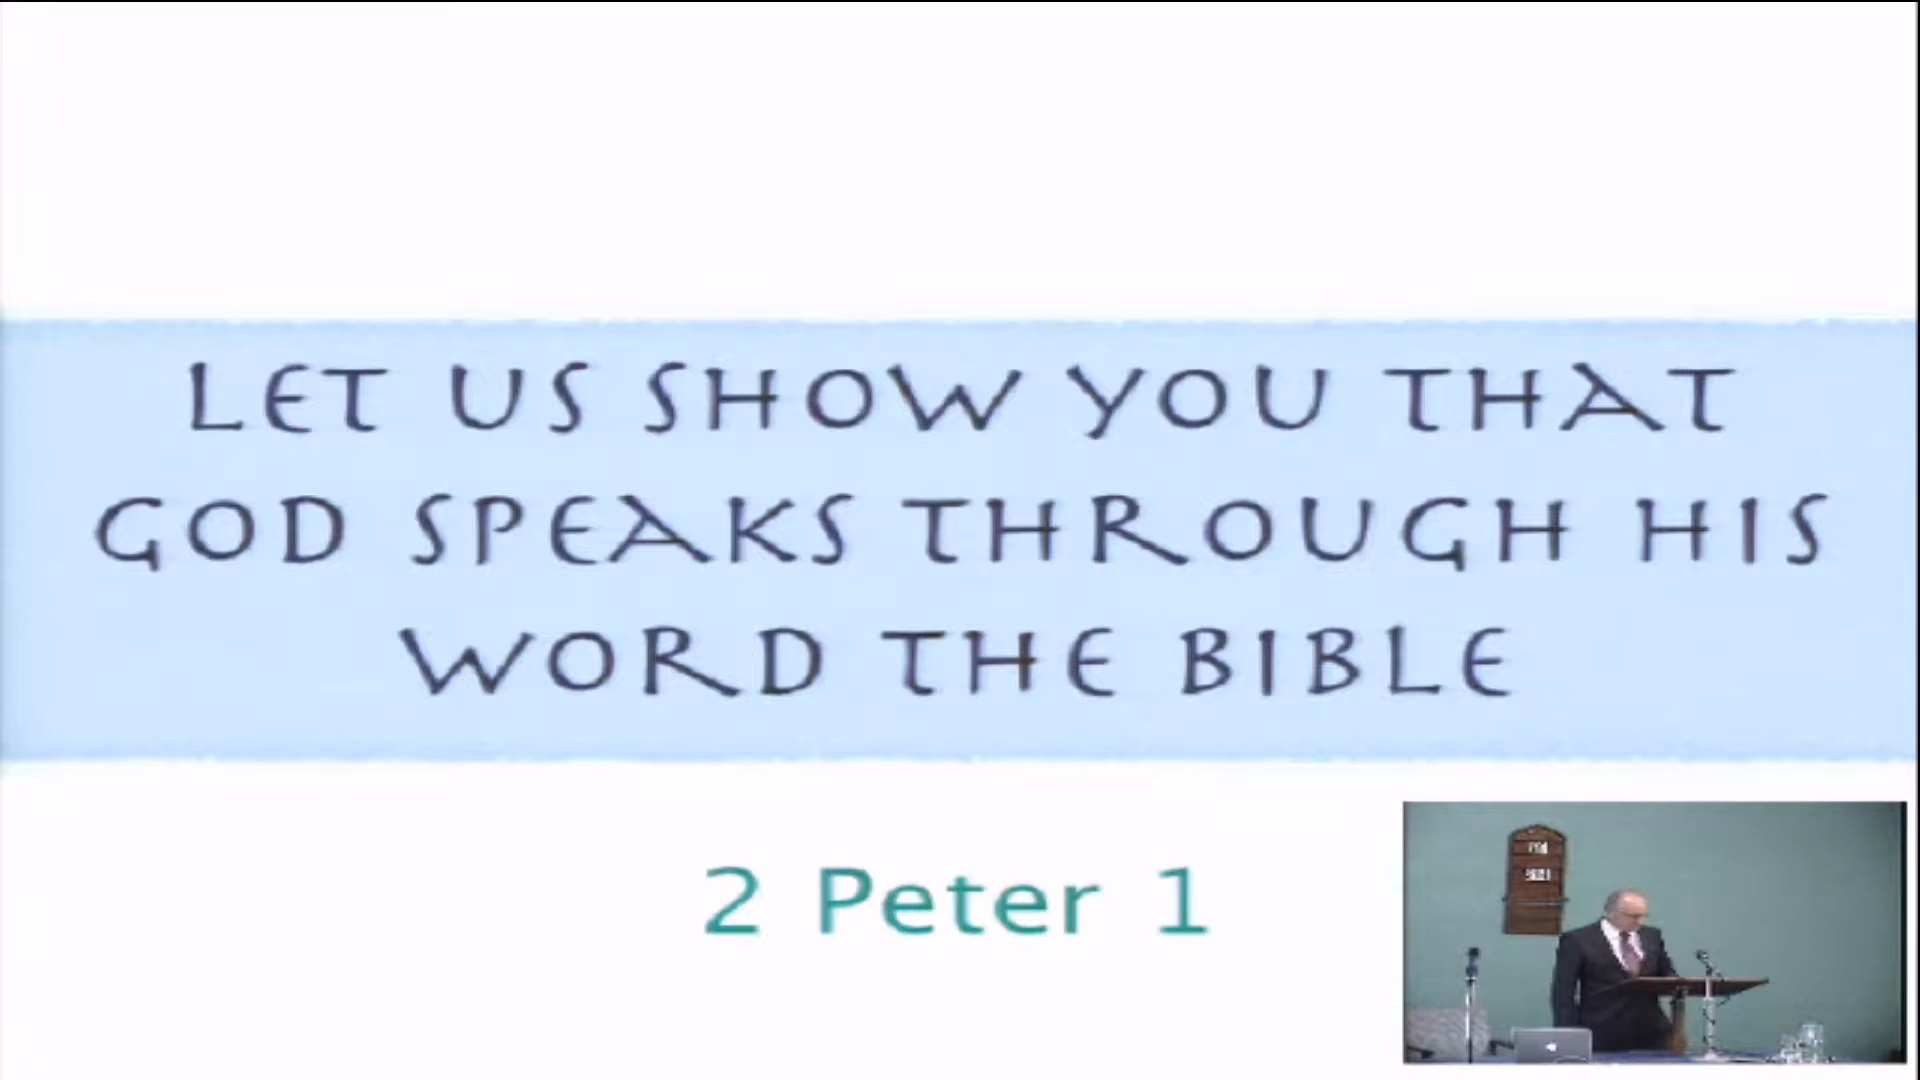 LET US SHOW YOU THAT
GOD SPEAKS THROUGH HIS
WORD THE BIBLE
2 Peter 1